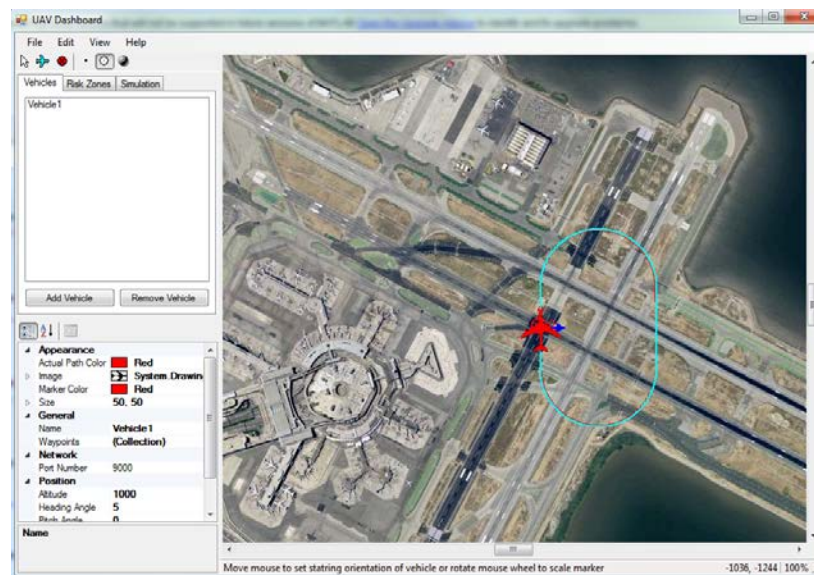 UAV Dashboard
File Edit View Help
Vehicles Risk Zones Simulation
Vehicle1
Add Vehicle Remove Vehicle
Appearance
Actual Path Color Red
Image System.Drawin
Marker Color Red
Size 50, 50
General
Name Vehicle1
Waypoints (Collection)
Network
Port Number 9000
Position
Altitude 1000
Heading Angle 5
Pitch Angle 0
Name
Move mouse to set statring orientation of vehicle or rotate mouse wheel to scale marker -1036, -1244 100%